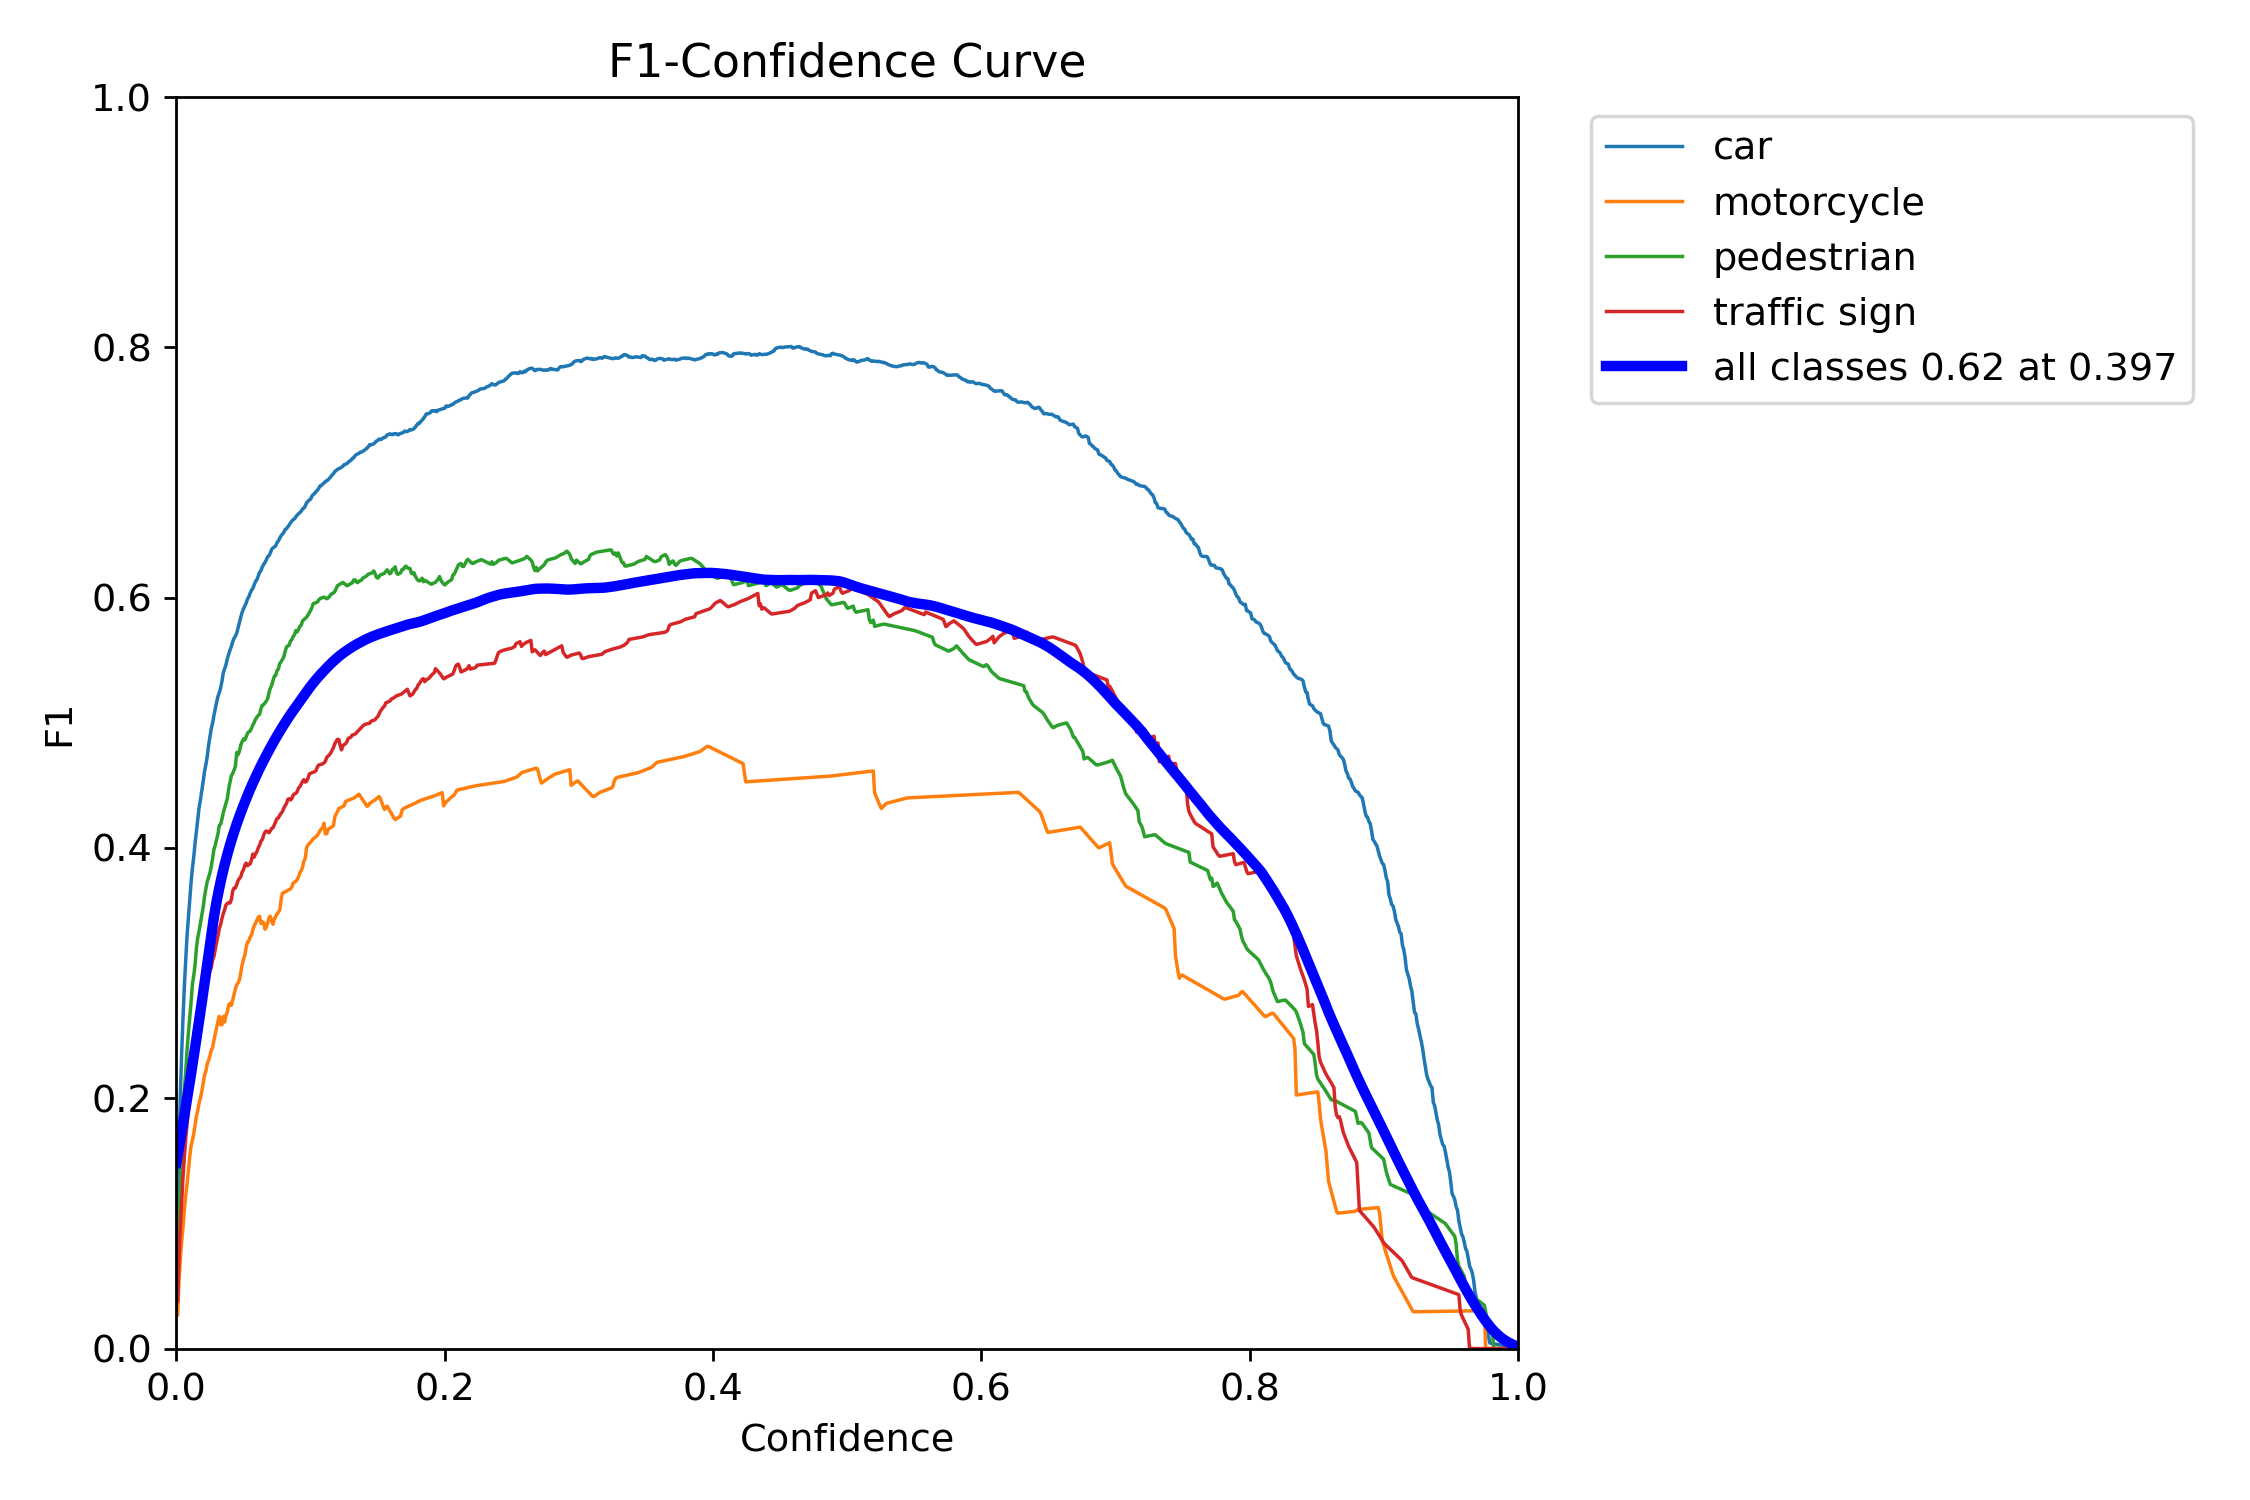 F1-Confidence Curve
1.0
0.8
0.6
0.4
0.2
0.0
F1
0.0 0.2 0.4 0.6 0.8 1.0
Confidence
car
motorcycle
pedestrian
traffic sign
all classes 0.62 at 0.397